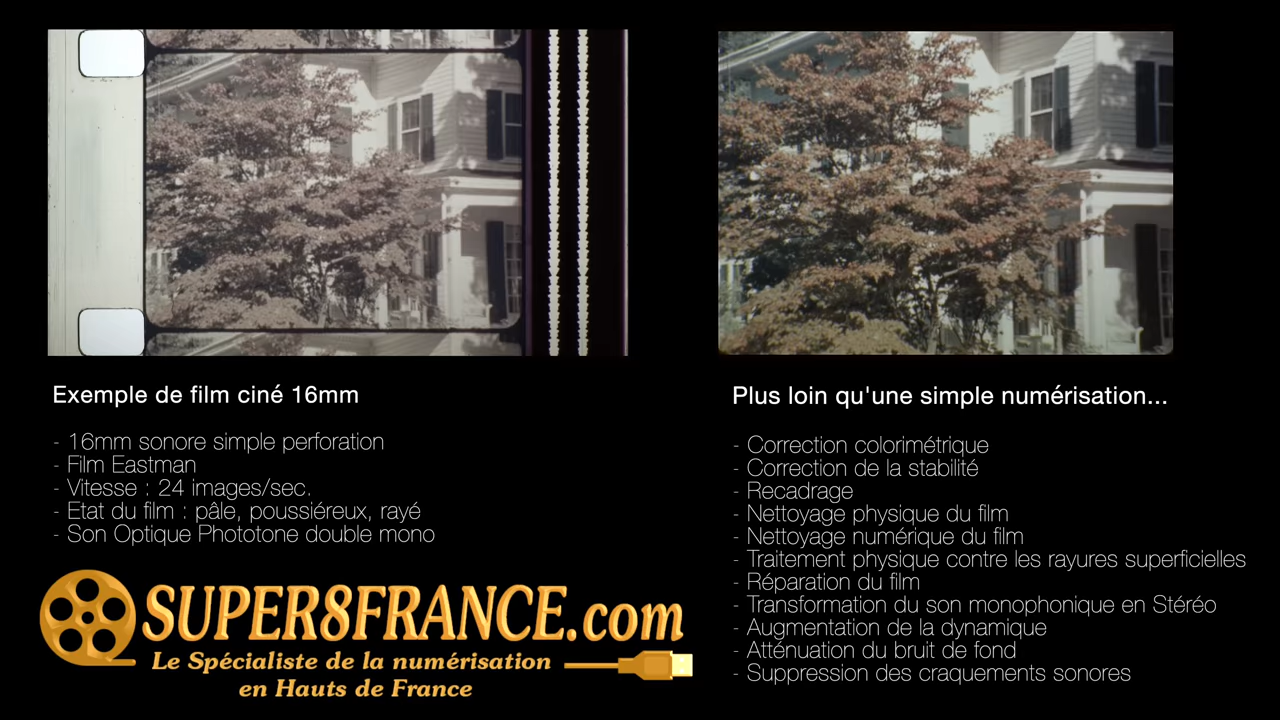 Exemple de film ciné 16mm
- 16mm sonore simple perforation
- Film Eastman
- Vitesse : 24 images/sec.
- Etat du film : pâle, poussiéreux, rayé
- Son Optique Phototone double mono
SUPER8FRANCE.com
Le Spécialiste de la numérisation
en Hauts de France
Plus loin qu'une simple numérisation...
- Correction colorimétrique
- Correction de la stabilité
- Recadrage
- Nettoyage physique du film
- Nettoyage numérique du film
- Traitement physique contre les rayures superficielles
- Réparation du film
- Transformation du son monophonique en Stéréo
- Augmentation de la dynamique
- Atténuation du bruit de fond
- Suppression des craquements sonores